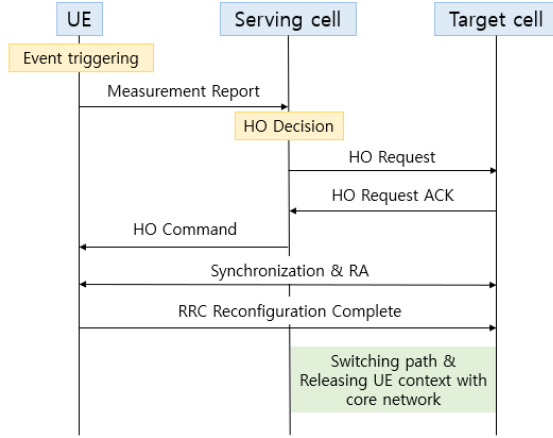 UE
Serving cell
Target cell
Event triggering
Measurement Report
HO Decision
HO Request
HO Request ACK
HO Command
Synchronization & RA
RRC Reconfiguration Complete
Switching path &
Releasing UE context with
core network